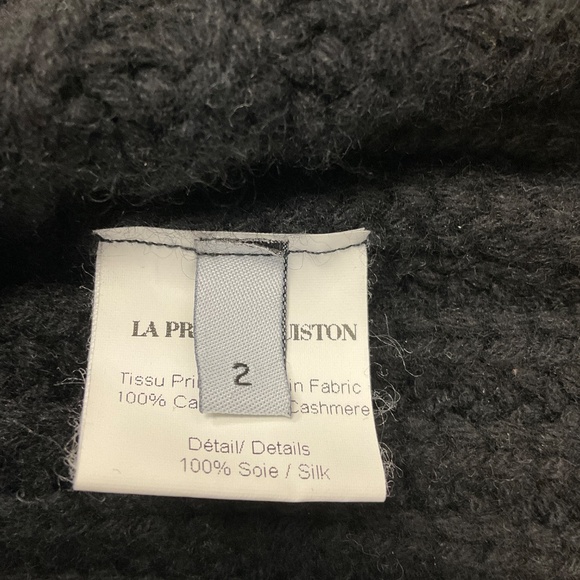 LA PR UISTON
2
Tissu Pri n Fabric
100% Ca Cashmere
Détail/ Details
100% Soie / Silk